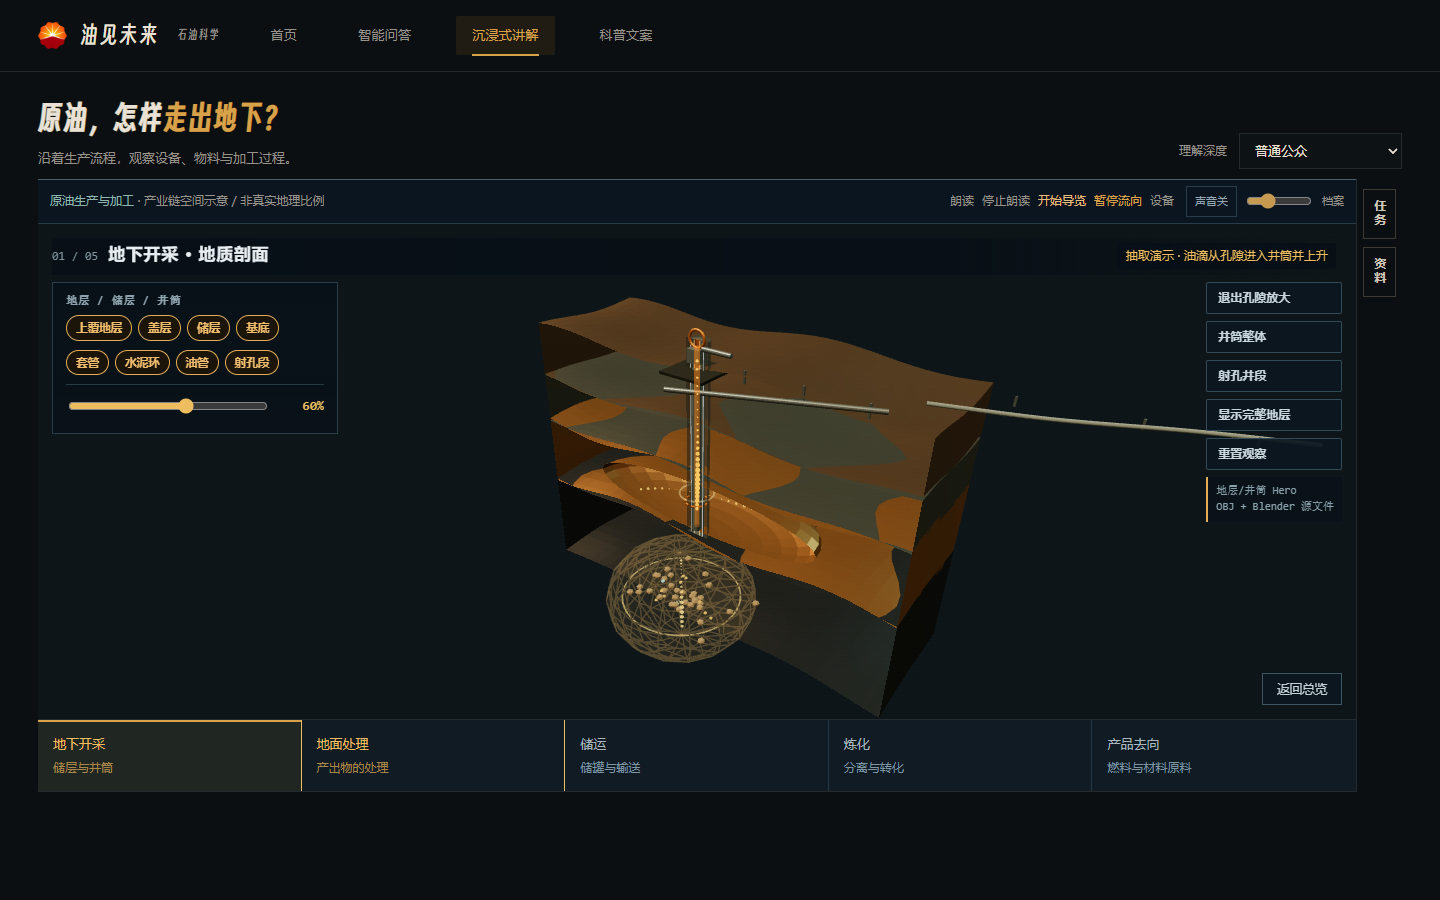 油见未来 石油科学 首页 智能问答 沉浸式讲解 科普文案
原油，怎样走出地下？
沿着生产流程，观察设备、物料与加工过程。
理解深度 普通公众
原油生产与加工 · 产业链空间示意 / 非真实地理比例
朗读 停止朗读 开始导览 暂停流向 设备 声音关 档案
任务
资料
01 / 05 地下开采 · 地质剖面
抽取演示 · 油滴从孔隙进入井筒并上升
地层 / 储层 / 井筒
上覆地层 盖层 储层 基底
套管 水泥环 油管 射孔段
60%
退出孔隙放大
井筒整体
射孔井段
显示完整地层
重置观察
地层/井筒 Hero
OBJ + Blender 源文件
返回总览
地下开采
储层与井筒
地面处理
产出物的处理
储运
储罐与输送
炼化
分离与转化
产品去向
燃料与材料原料